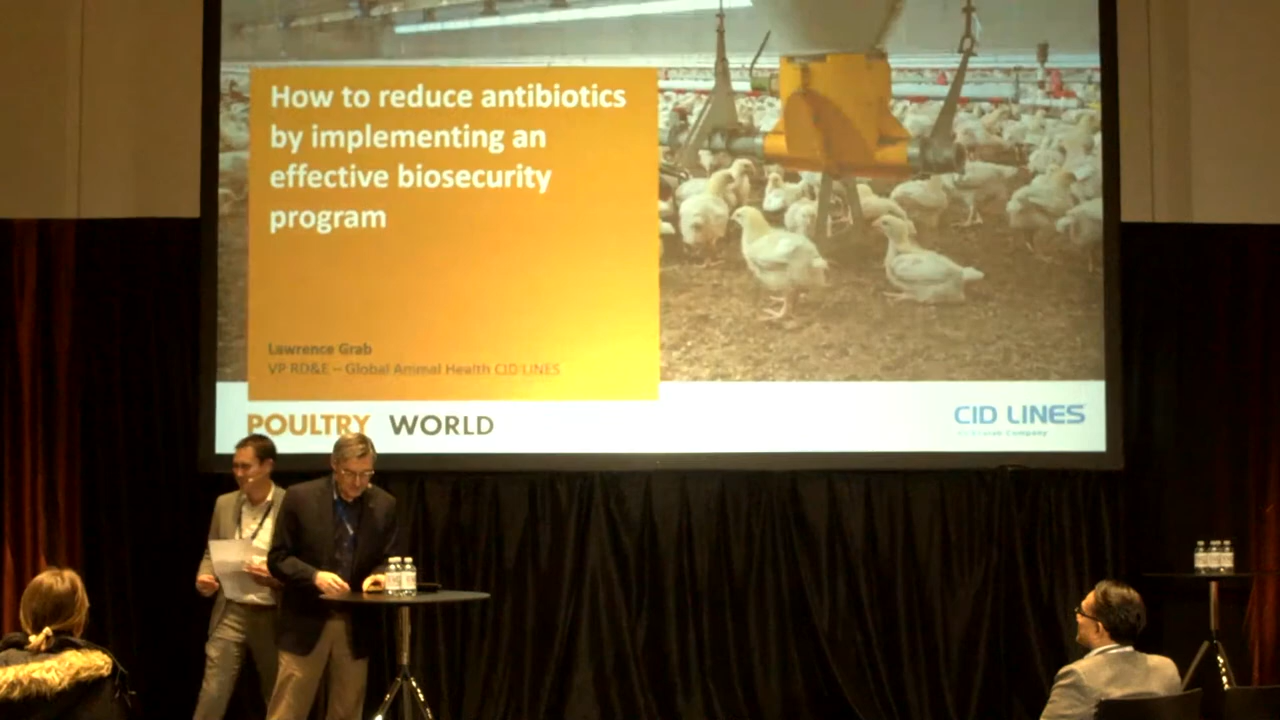 How to reduce antibiotics
by implementing an
effective biosecurity
program
Lawrence Grab
VP RD&E – Global Animal Health CID LINES
POULTRY WORLD
CID LINES